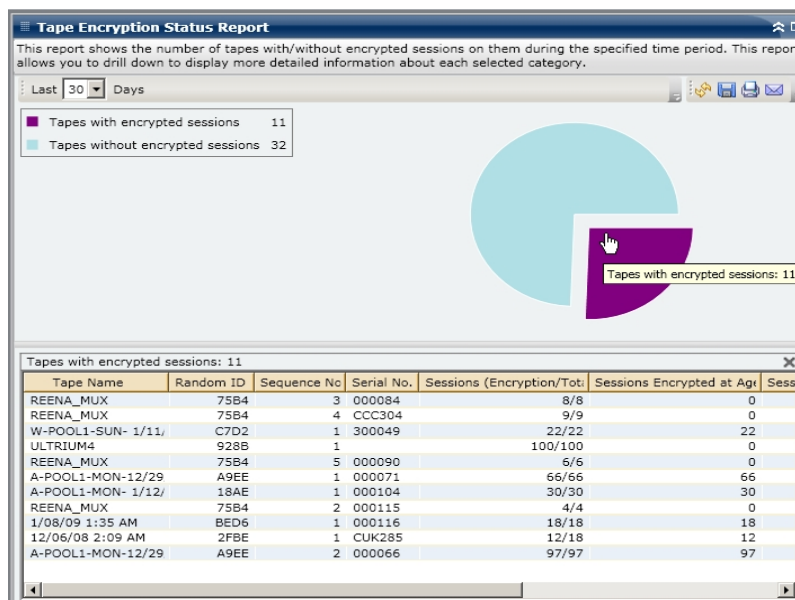 Tape Encryption Status Report
This report shows the number of tapes with/without encrypted sessions on them during the specified time period. This repor
allows you to drill down to display more detailed information about each selected category.
Last 30 Days
Tapes with encrypted sessions 11
Tapes without encrypted sessions 32
Tapes with encrypted sessions: 11
Tapes with encrypted sessions: 11
Tape Name Random ID Sequence No Serial No. Sessions (Encryption/Tota Sessions Encrypted at Age Sess
REENA_MUX 75B4 3 000084 8/8 0
REENA_MUX 75B4 4 CCC304 9/9 0
W-POOL1-SUN- 1/11/ C7D2 1 300049 22/22 22
ULTRIUM4 928B 1 100/100 0
REENA_MUX 75B4 5 000090 6/6 0
A-POOL1-MON-12/29 A9EE 1 000071 66/66 66
A-POOL1-MON- 1/12/ 18AE 1 000104 30/30 30
REENA_MUX 75B4 2 000115 4/4 0
1/08/09 1:35 AM BED6 1 000116 18/18 18
12/06/08 2:09 AM 2FBE 1 CUK285 12/18 12
A-POOL1-MON-12/29 A9EE 2 000066 97/97 97